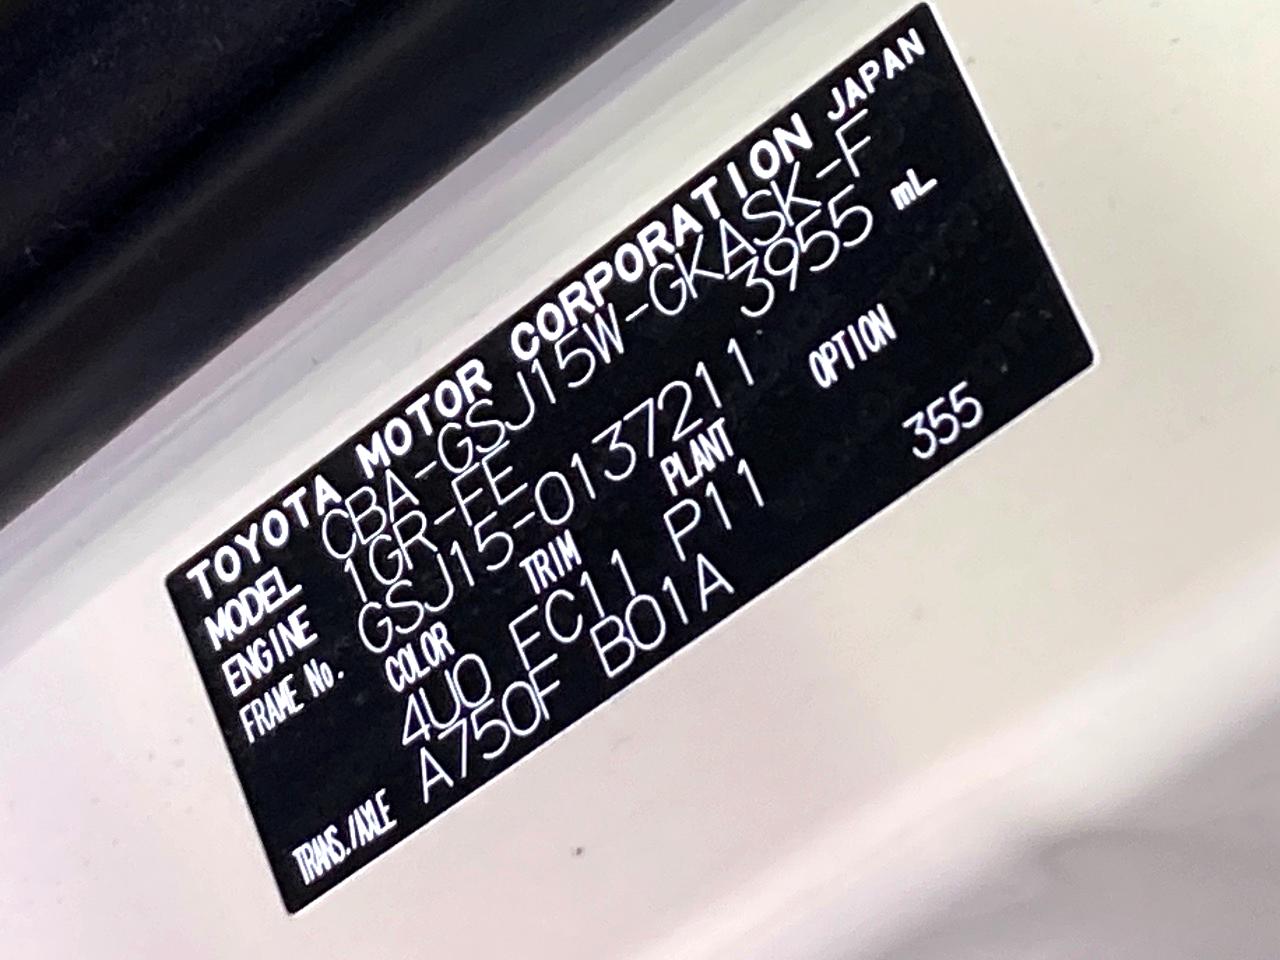 TOYOTA MOTOR CORPORATION JAPAN
MODEL CBA-GSJ15W-GKASK-F
ENGINE 1GR-FE 3955 mL
FRAME No. GSJ15-0137211
COLOR TRIM PLANT OPTION
4U0 FC11 P11 355
TRANS./AXLE A750F B01A